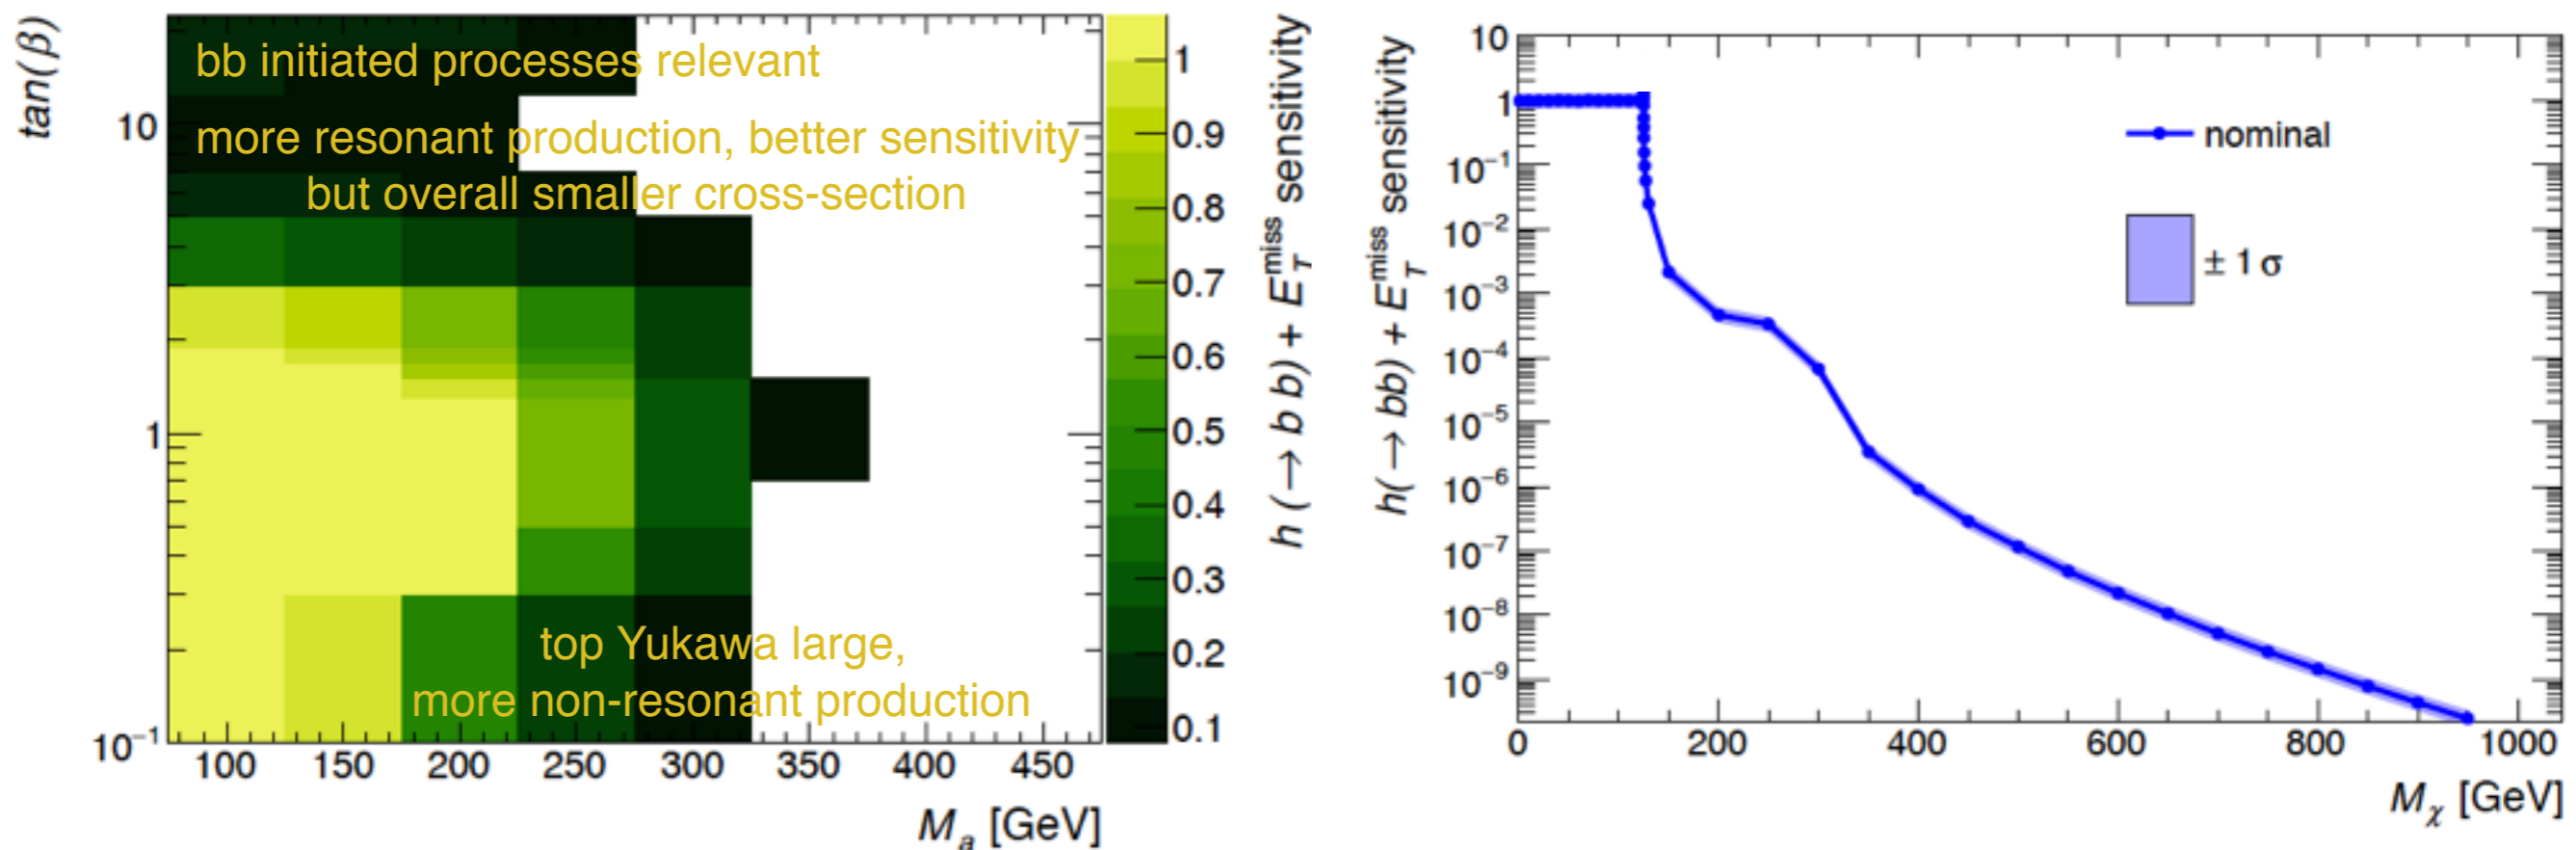 tan(β)
10
1
10⁻¹
bb initiated processes relevant
more resonant production, better sensitivity
but overall smaller cross-section
top Yukawa large,
more non-resonant production
100 150 200 250 300 350 400 450
Mₐ [GeV]
1
0.9
0.8
0.7
0.6
0.5
0.4
0.3
0.2
0.1
h (→ b b) + E_T^miss sensitivity
h(→ bb) + E_T^miss sensitivity
10
1
10⁻¹
10⁻²
10⁻³
10⁻⁴
10⁻⁵
10⁻⁶
10⁻⁷
10⁻⁸
10⁻⁹
nominal
± 1 σ
0 200 400 600 800 1000
M_χ [GeV]